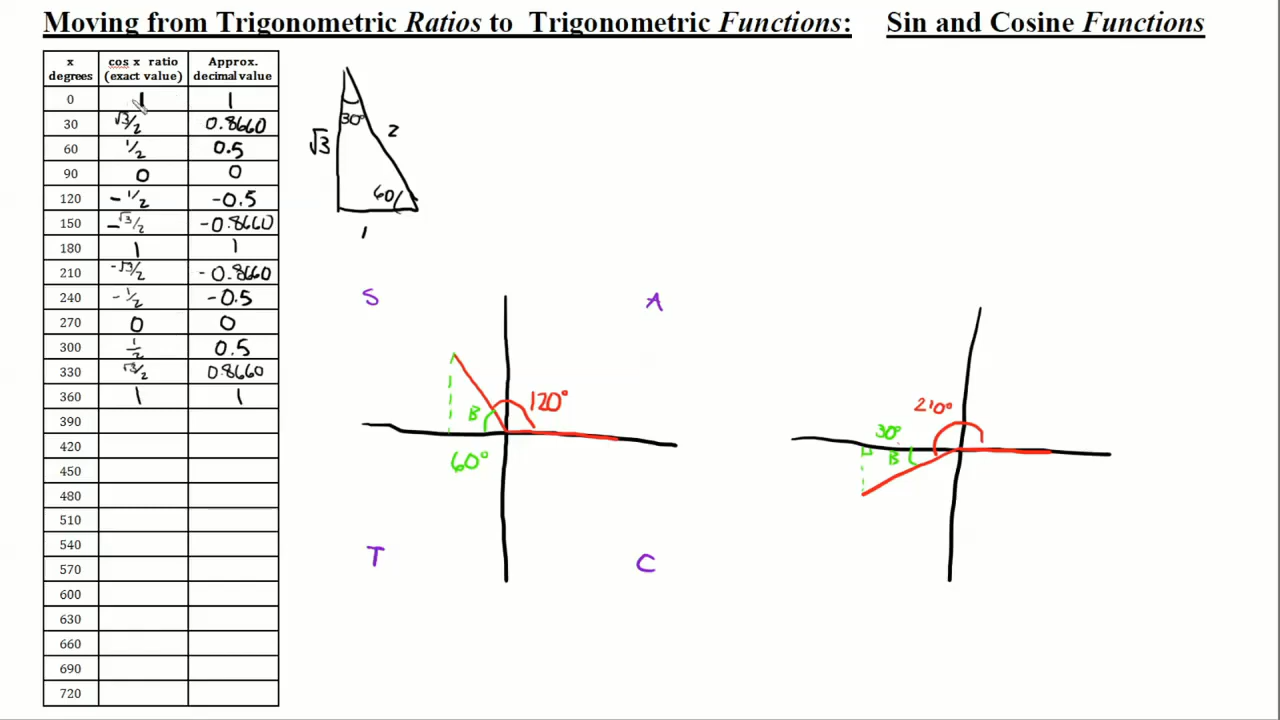 Moving from Trigonometric Ratios to Trigonometric Functions: Sin and Cosine Functions
x degrees cos x ratio (exact value) Approx. decimal value
0 1 1
30 √3/2 0.8660
60 1/2 0.5
90 0 0
120 -1/2 -0.5
150 -√3/2 -0.8660
180 1 1
210 -√3/2 -0.8660
240 -1/2 -0.5
270 0 0
300 1/2 0.5
330 √3/2 0.8660
360 1 1
390
420
450
480
510
540
570
600
630
660
690
720
30°
√3
2
60
1
S
A
B
120°
60°
T
C
210°
30°
B